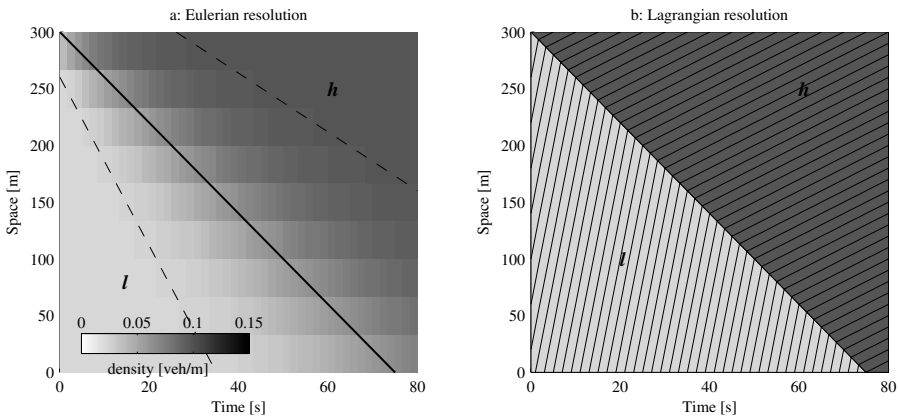 a: Eulerian resolution
300
250
200
150
100
50
0
Space [m]
h
l
0 0.05 0.1 0.15
density [veh/m]
0 20 40 60 80
Time [s]
b: Lagrangian resolution
300
250
200
150
100
50
0
Space [m]
h
l
0 20 40 60 80
Time [s]